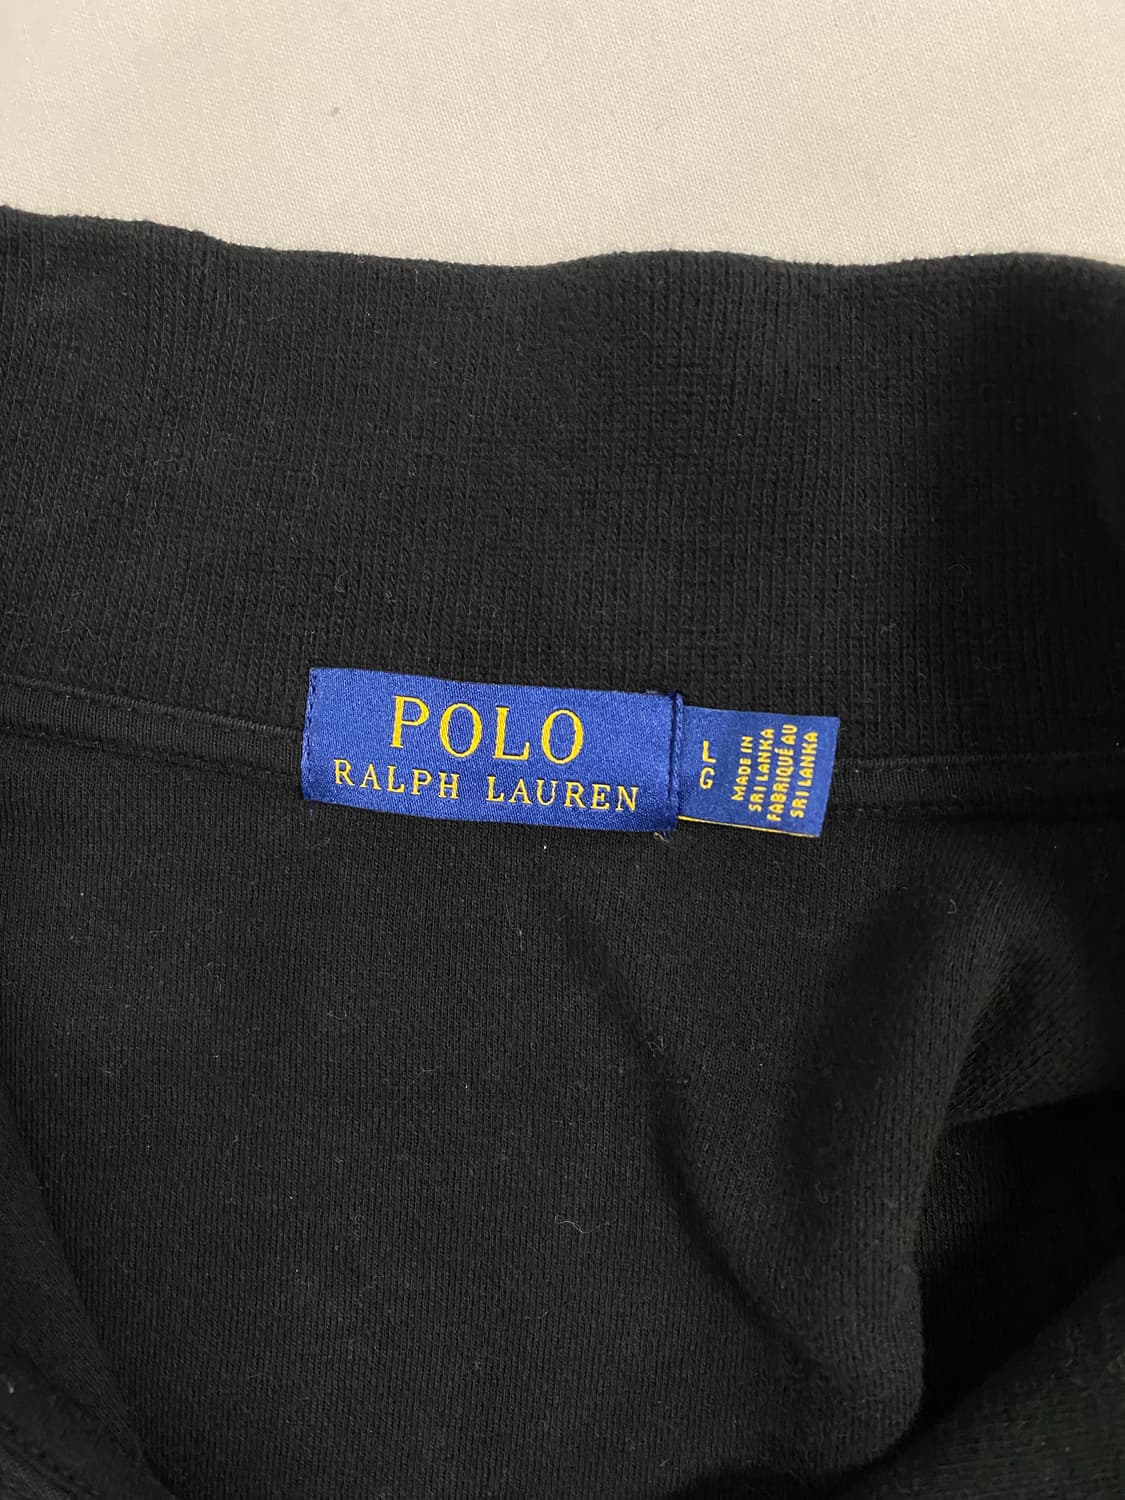 POLO
RALPH LAUREN
L
G
MADE IN
SRI LANKA
FABRIQUÉ AU
SRI LANKA